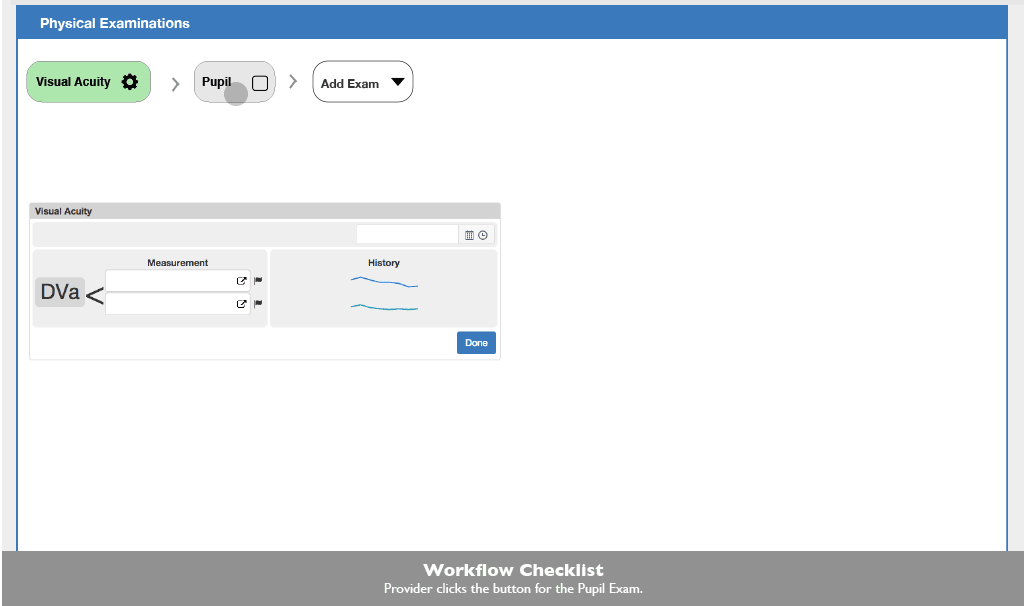 Physical Examinations
Visual Acuity
Pupil
Add Exam
Visual Acuity
Measurement
History
DVa
Done
Workflow Checklist
Provider clicks the button for the Pupil Exam.